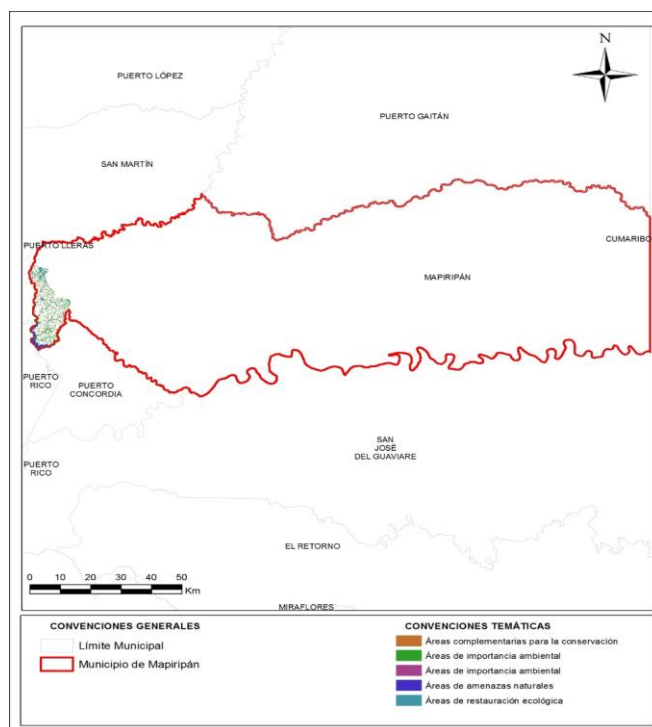 N
PUERTO LÓPEZ
PUERTO GAITÁN
SAN MARTÍN
CUMARIBO
PUERTO LLERAS
MAPIRIPÁN
PUERTO
RICO
PUERTO
CONCORDIA
SAN
JOSÉ
DEL GUAVIARE
PUERTO
RICO
EL RETORNO
0 10 20 30 40 50
Km
MIRAFLORES
CONVENCIONES GENERALES
Límite Municipal
Municipio de Mapiripán
CONVENCIONES TEMÁTICAS
Áreas complementarias para la conservación
Áreas de importancia ambiental
Áreas de importancia ambiental
Áreas de amenazas naturales
Áreas de restauración ecológica